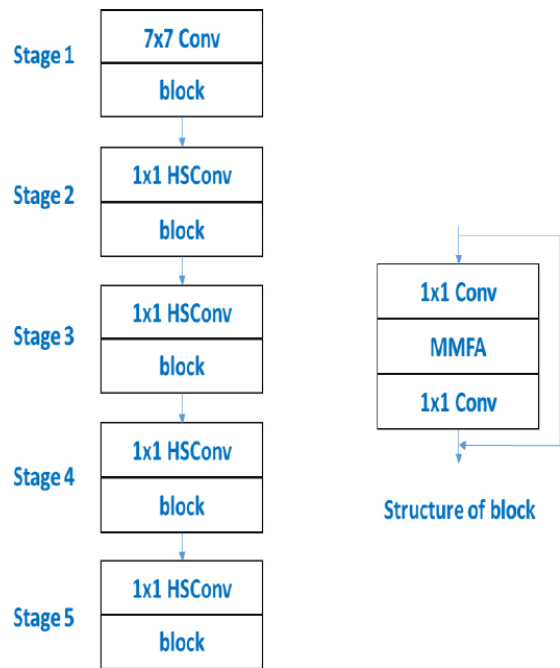 Stage 1
7x7 Conv
block
Stage 2
1x1 HSConv
block
Stage 3
1x1 HSConv
block
Stage 4
1x1 HSConv
block
Stage 5
1x1 HSConv
block
1x1 Conv
MMFA
1x1 Conv
Structure of block